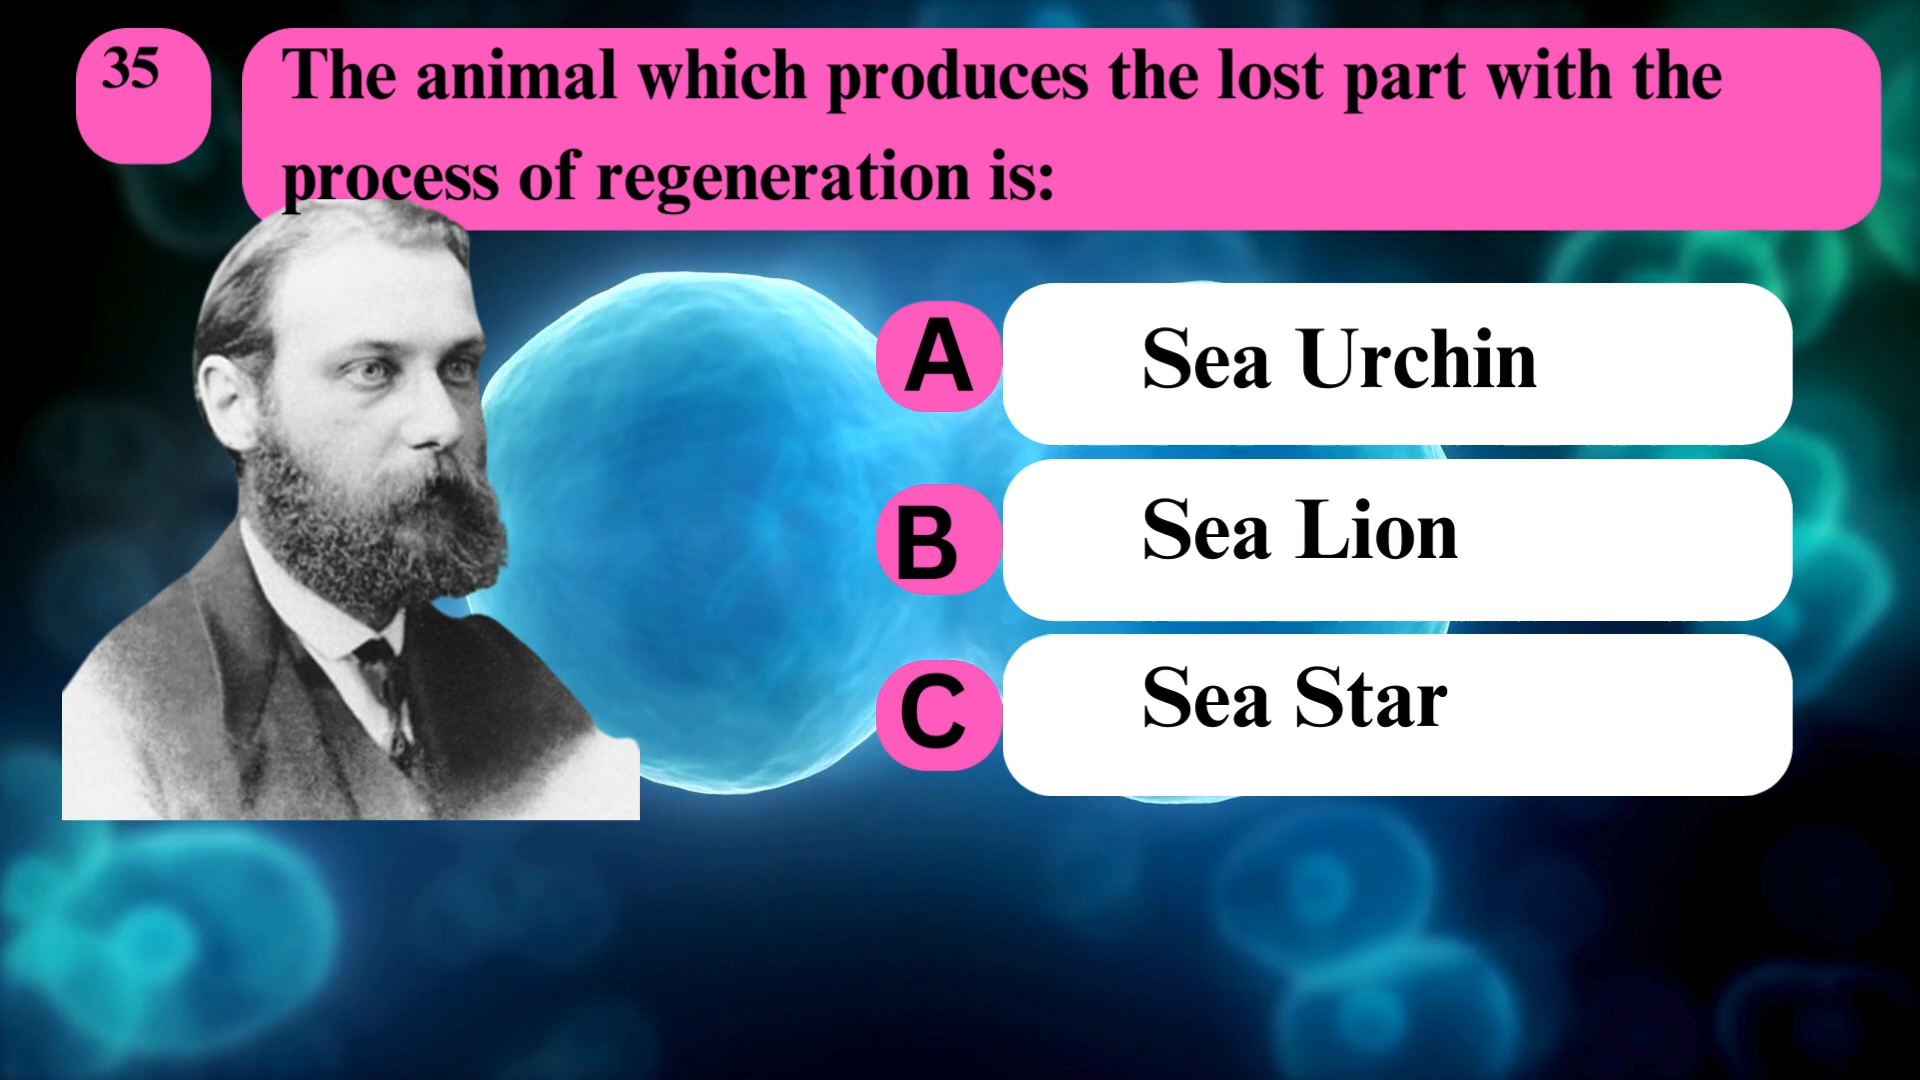 35
The animal which produces the lost part with the
process of regeneration is:
A
Sea Urchin
B
Sea Lion
C
Sea Star